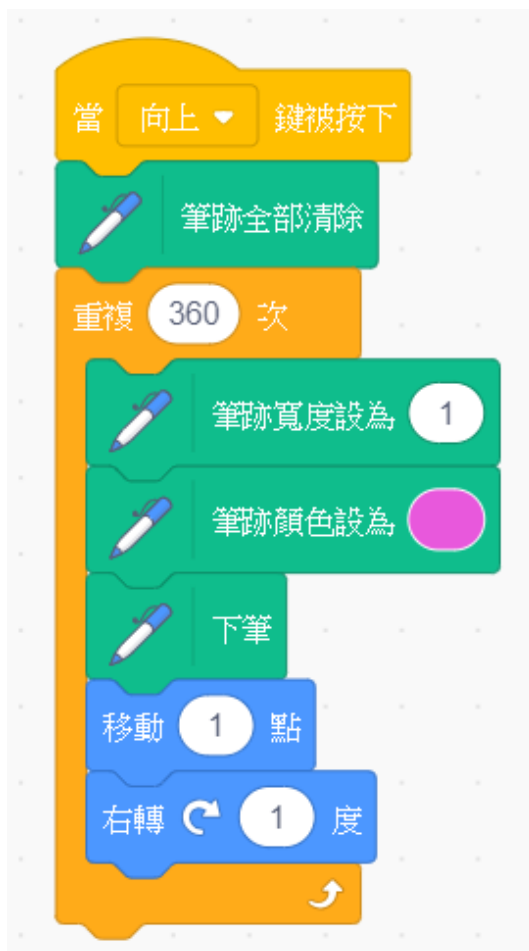 當 向上 鍵被按下
筆跡全部清除
重複 360 次
筆跡寬度設為 1
筆跡顏色設為
下筆
移動 1 點
右轉 1 度